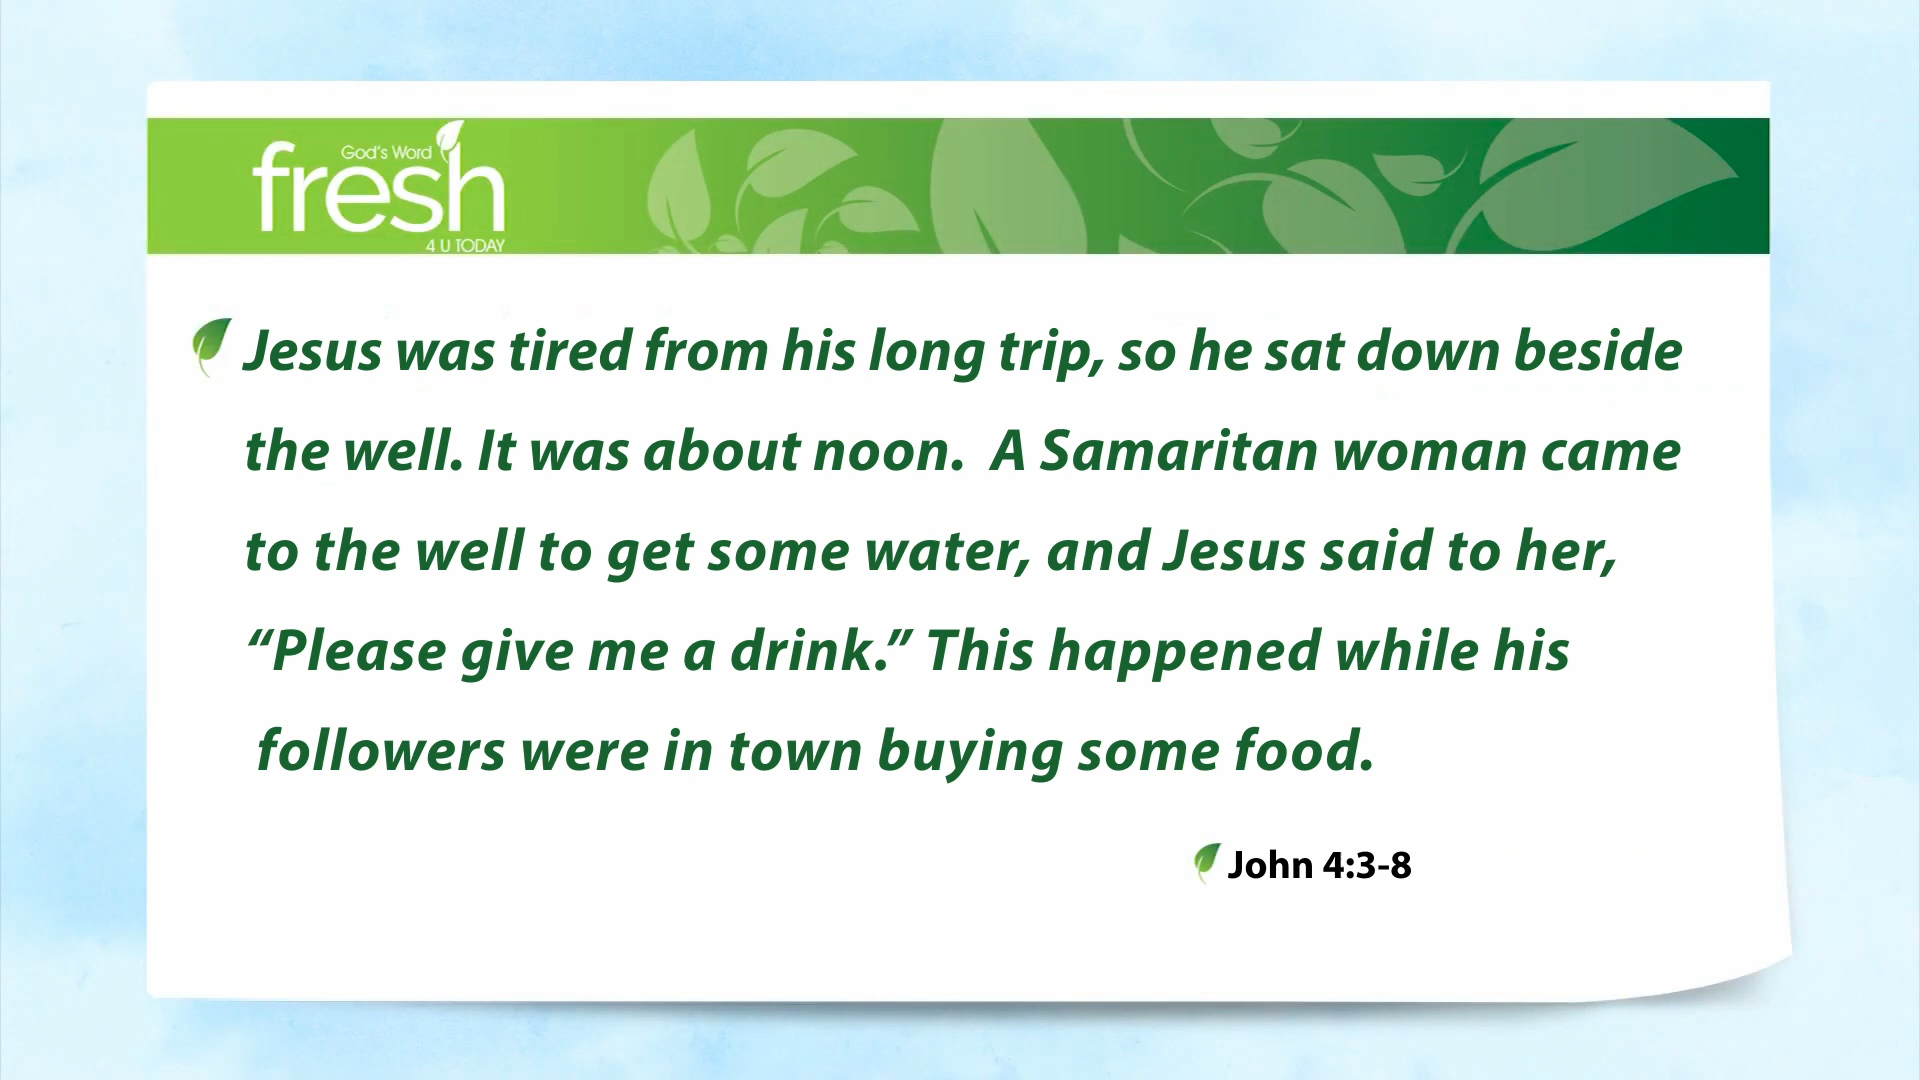 God's Word
fresh
4 U TODAY
Jesus was tired from his long trip, so he sat down beside
the well. It was about noon.  A Samaritan woman came
to the well to get some water, and Jesus said to her,
“Please give me a drink.” This happened while his
followers were in town buying some food.
John 4:3-8